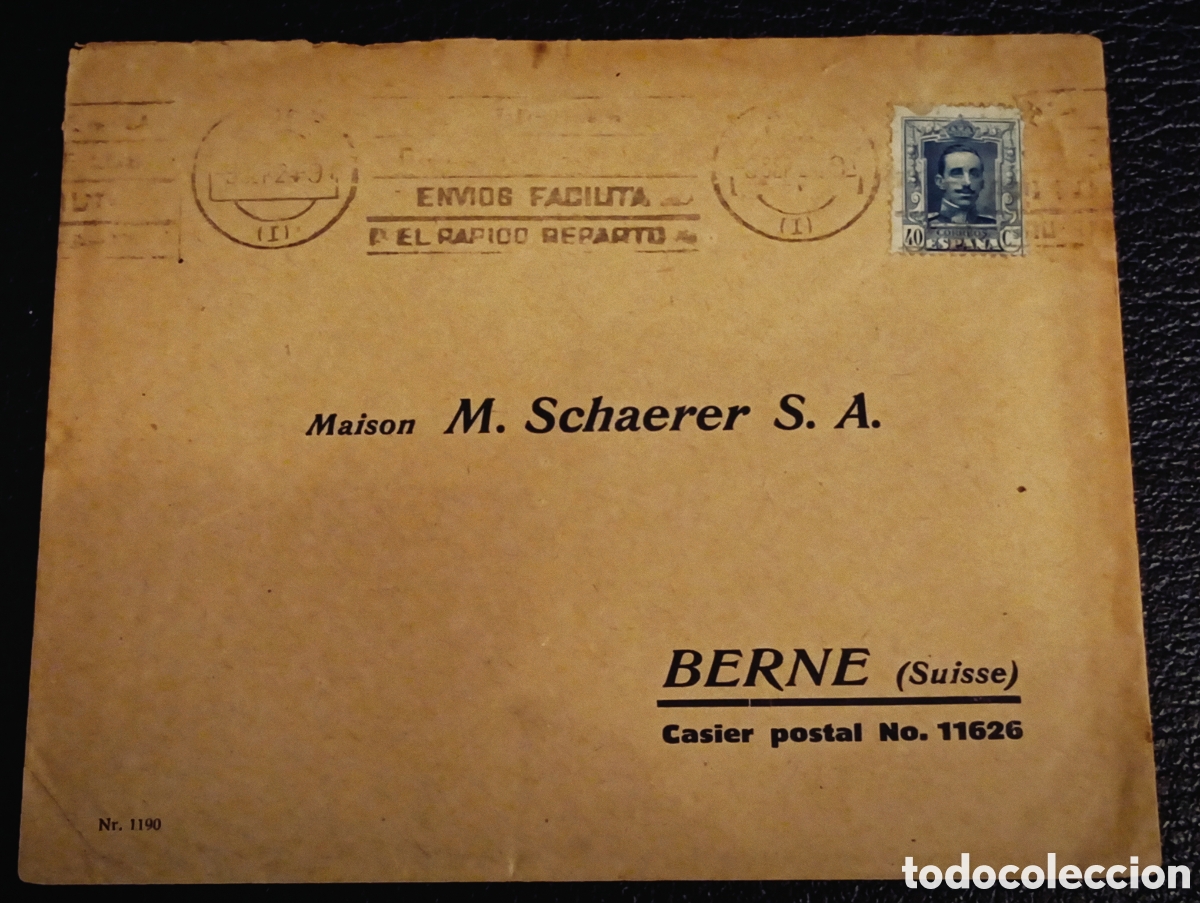 ENVIOS FACILITA
EL RAPIDO REPARTO
(I)
(I)
40 CORREOS Cs
ESPAÑA
Maison M. Schaerer S. A.
BERNE (Suisse)
Casier postal No. 11626
Nr. 1190
todocoleccion